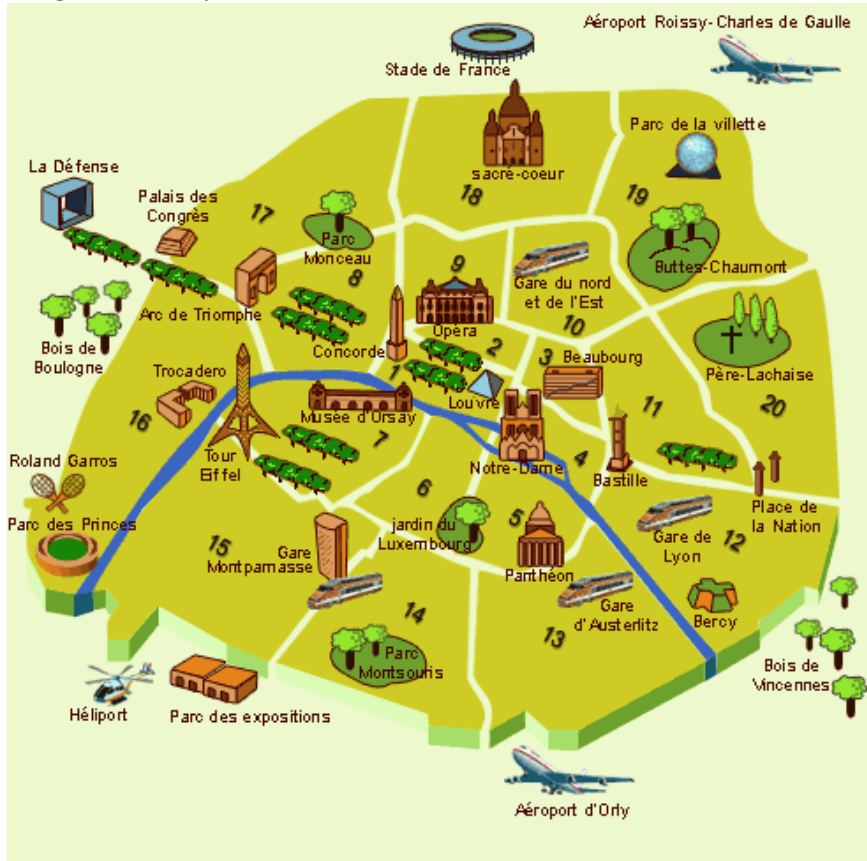 Aéroport Roissy-Charles de Gaulle
Stade de France
Parc de la villette
La Défense
sacré-coeur
18
19
Palais des
Congrès
17
Parc
Monceau
Buttes-Chaumont
9
Gare du nord
et de l'Est
8
Arc de Triomphe
Opéra
10
Bois de
Boulogne
Concorde
2
3
Beaubourg
Trocadero
1
Louvre
Père-Lachaise
16
Musée d'Orsay
11
20
7
Tour
Eiffel
Notre-Dame
4
Bastille
Roland Garros
6
Place de
la Nation
Parc des Princes
15
jardin du
Luxembourg
5
Gare de
Lyon
12
Gare
Montparnasse
Panthéon
14
Gare
d'Austerlitz
Bercy
13
Parc
Montsouris
Bois de
Vincennes
Héliport
Parc des expositions
Aéroport d'Orly